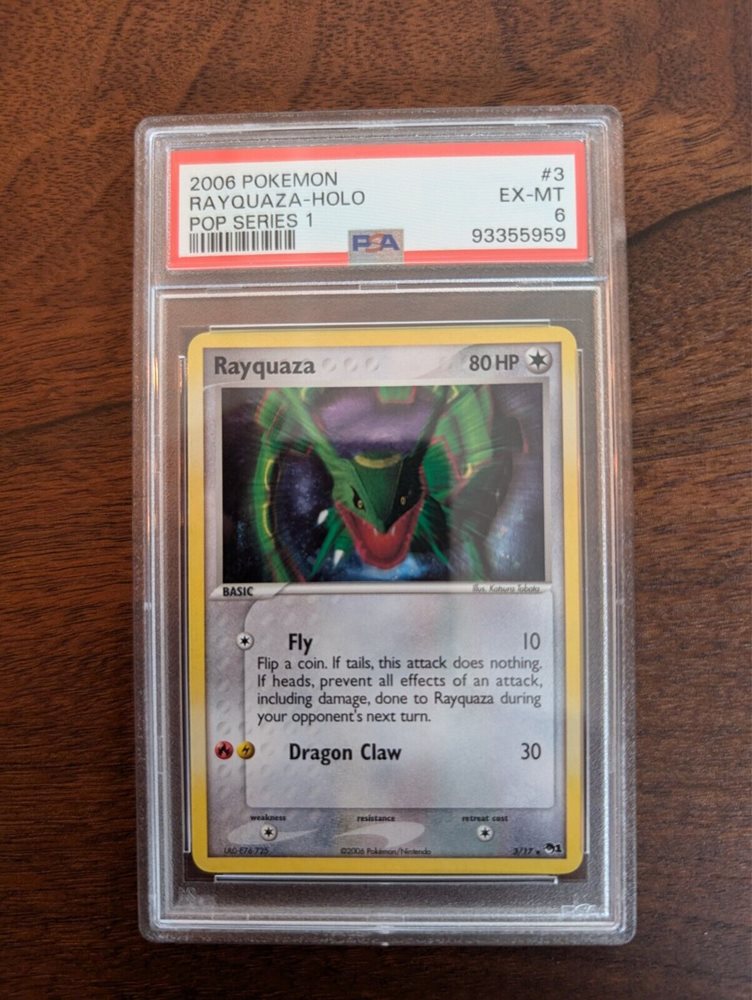 2006 POKEMON #3
RAYQUAZA-HOLO EX-MT
POP SERIES 1 6
PSA 93355959
Rayquaza 80 HP
BASIC Illus. Katsura Tabata
Fly 10
Flip a coin. If tails, this attack does nothing.
If heads, prevent all effects of an attack,
including damage, done to Rayquaza during
your opponent's next turn.
Dragon Claw 30
weakness resistance retreat cost
©2006 Pokémon/Nintendo 3/17